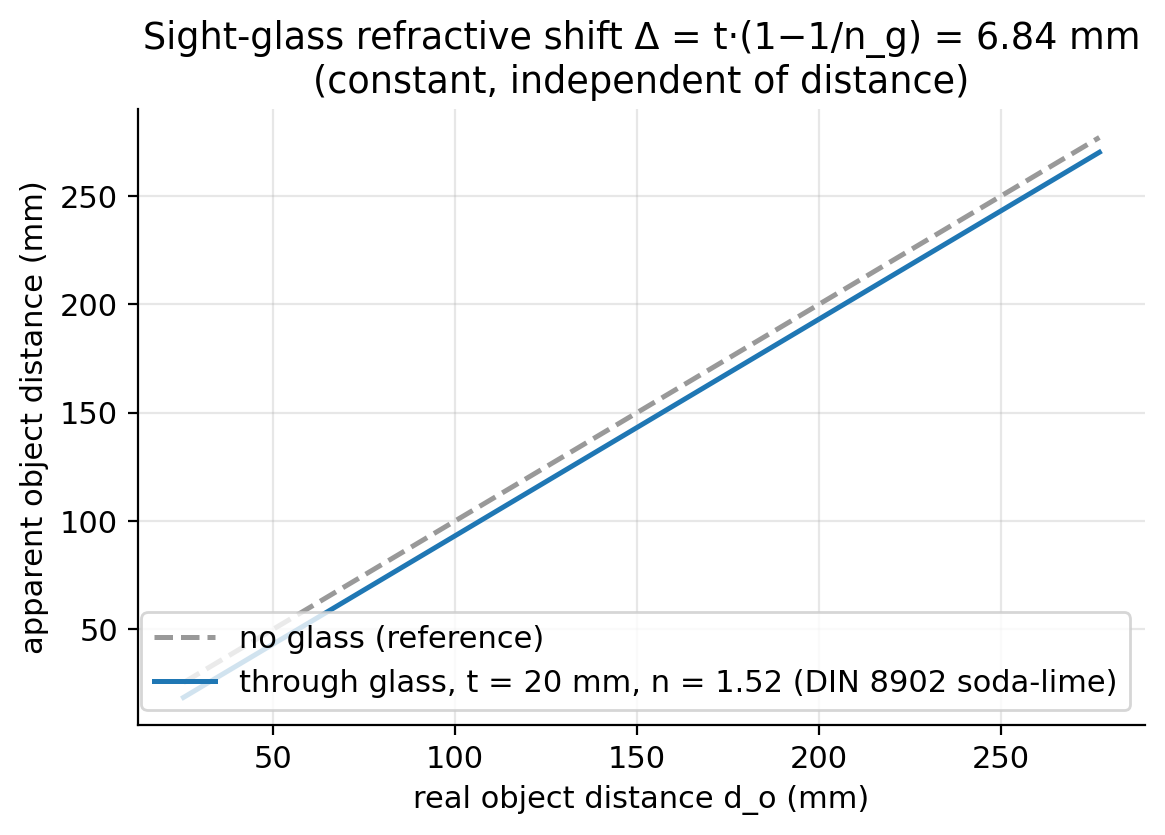 Sight-glass refractive shift Δ = t·(1−1/n_g) = 6.84 mm
(constant, independent of distance)
apparent object distance (mm)
250
200
150
100
50
no glass (reference)
through glass, t = 20 mm, n = 1.52 (DIN 8902 soda-lime)
50
100
150
200
250
real object distance d_o (mm)